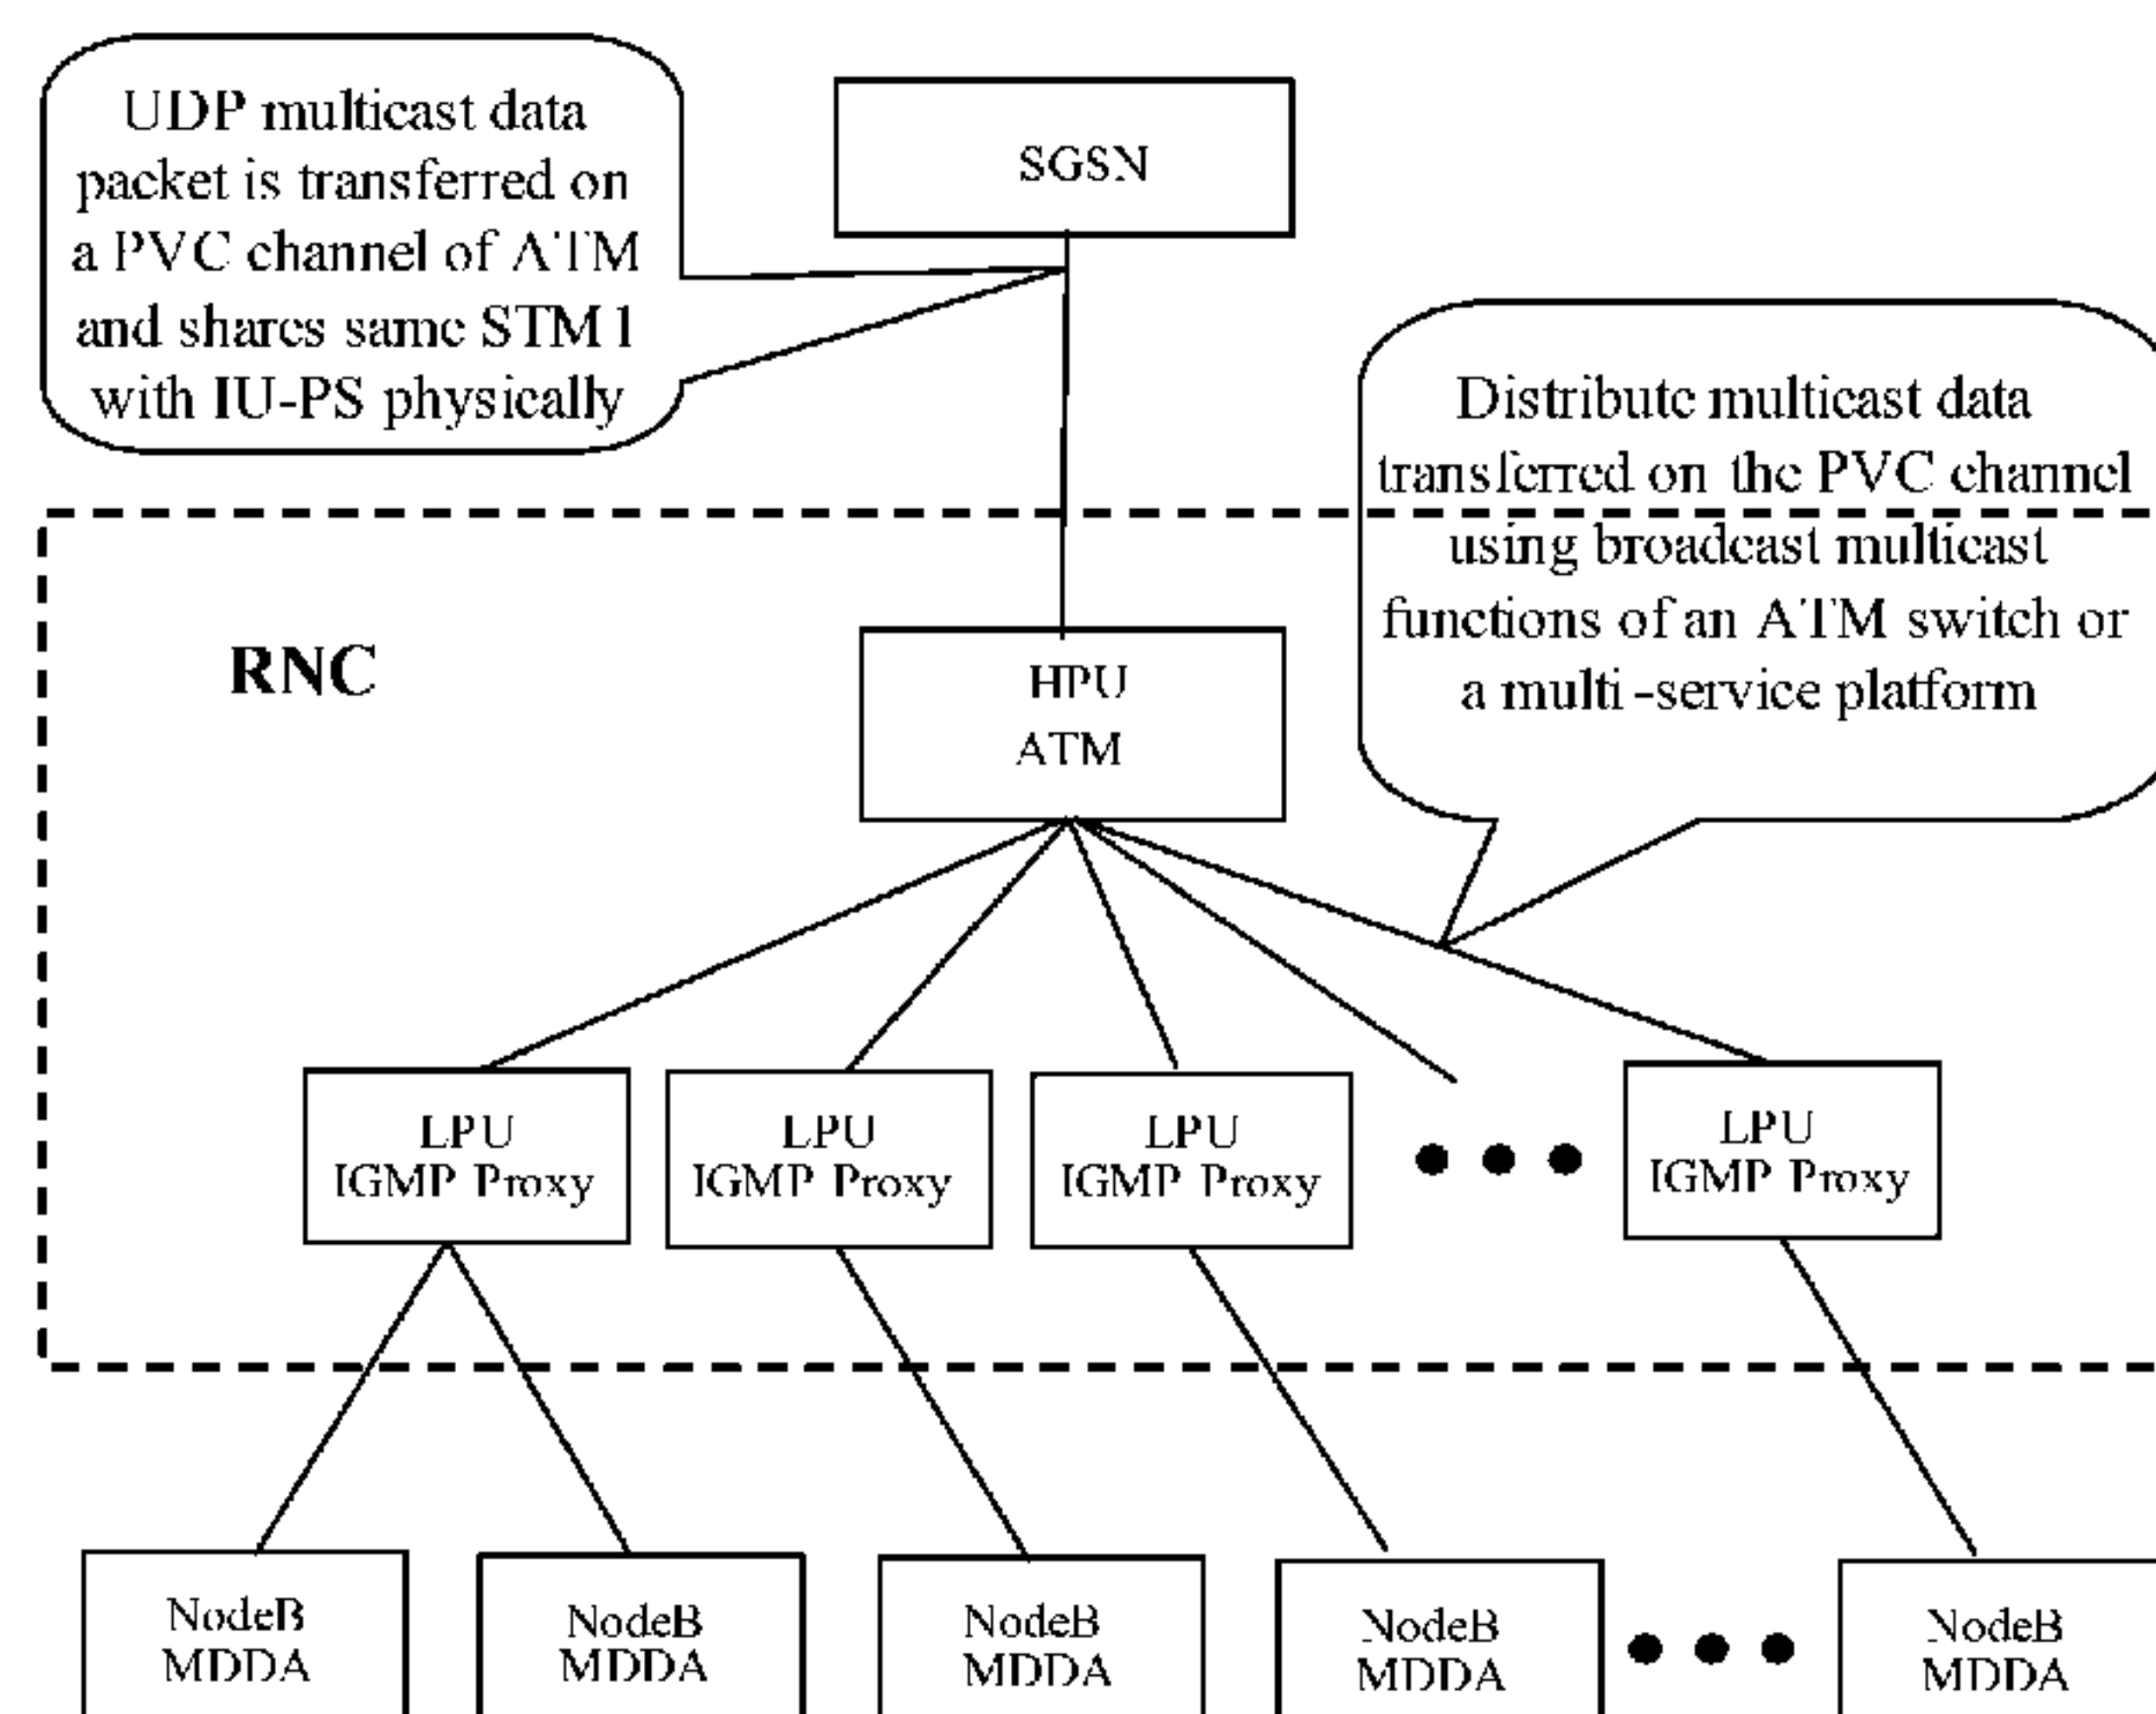 UDP multicast data
packet is transferred on
a PVC channel of ATM
and shares same STM1
with IU-PS physically
SGSN
Distribute multicast data
transferred on the PVC channel
using broadcast multicast
functions of an ATM switch or
a multi-service platform
RNC
HPU
ATM
LPU
IGMP Proxy
LPU
IGMP Proxy
LPU
IGMP Proxy
LPU
IGMP Proxy
NodeB
MDDA
NodeB
MDDA
NodeB
MDDA
NodeB
MDDA
NodeB
MDDA